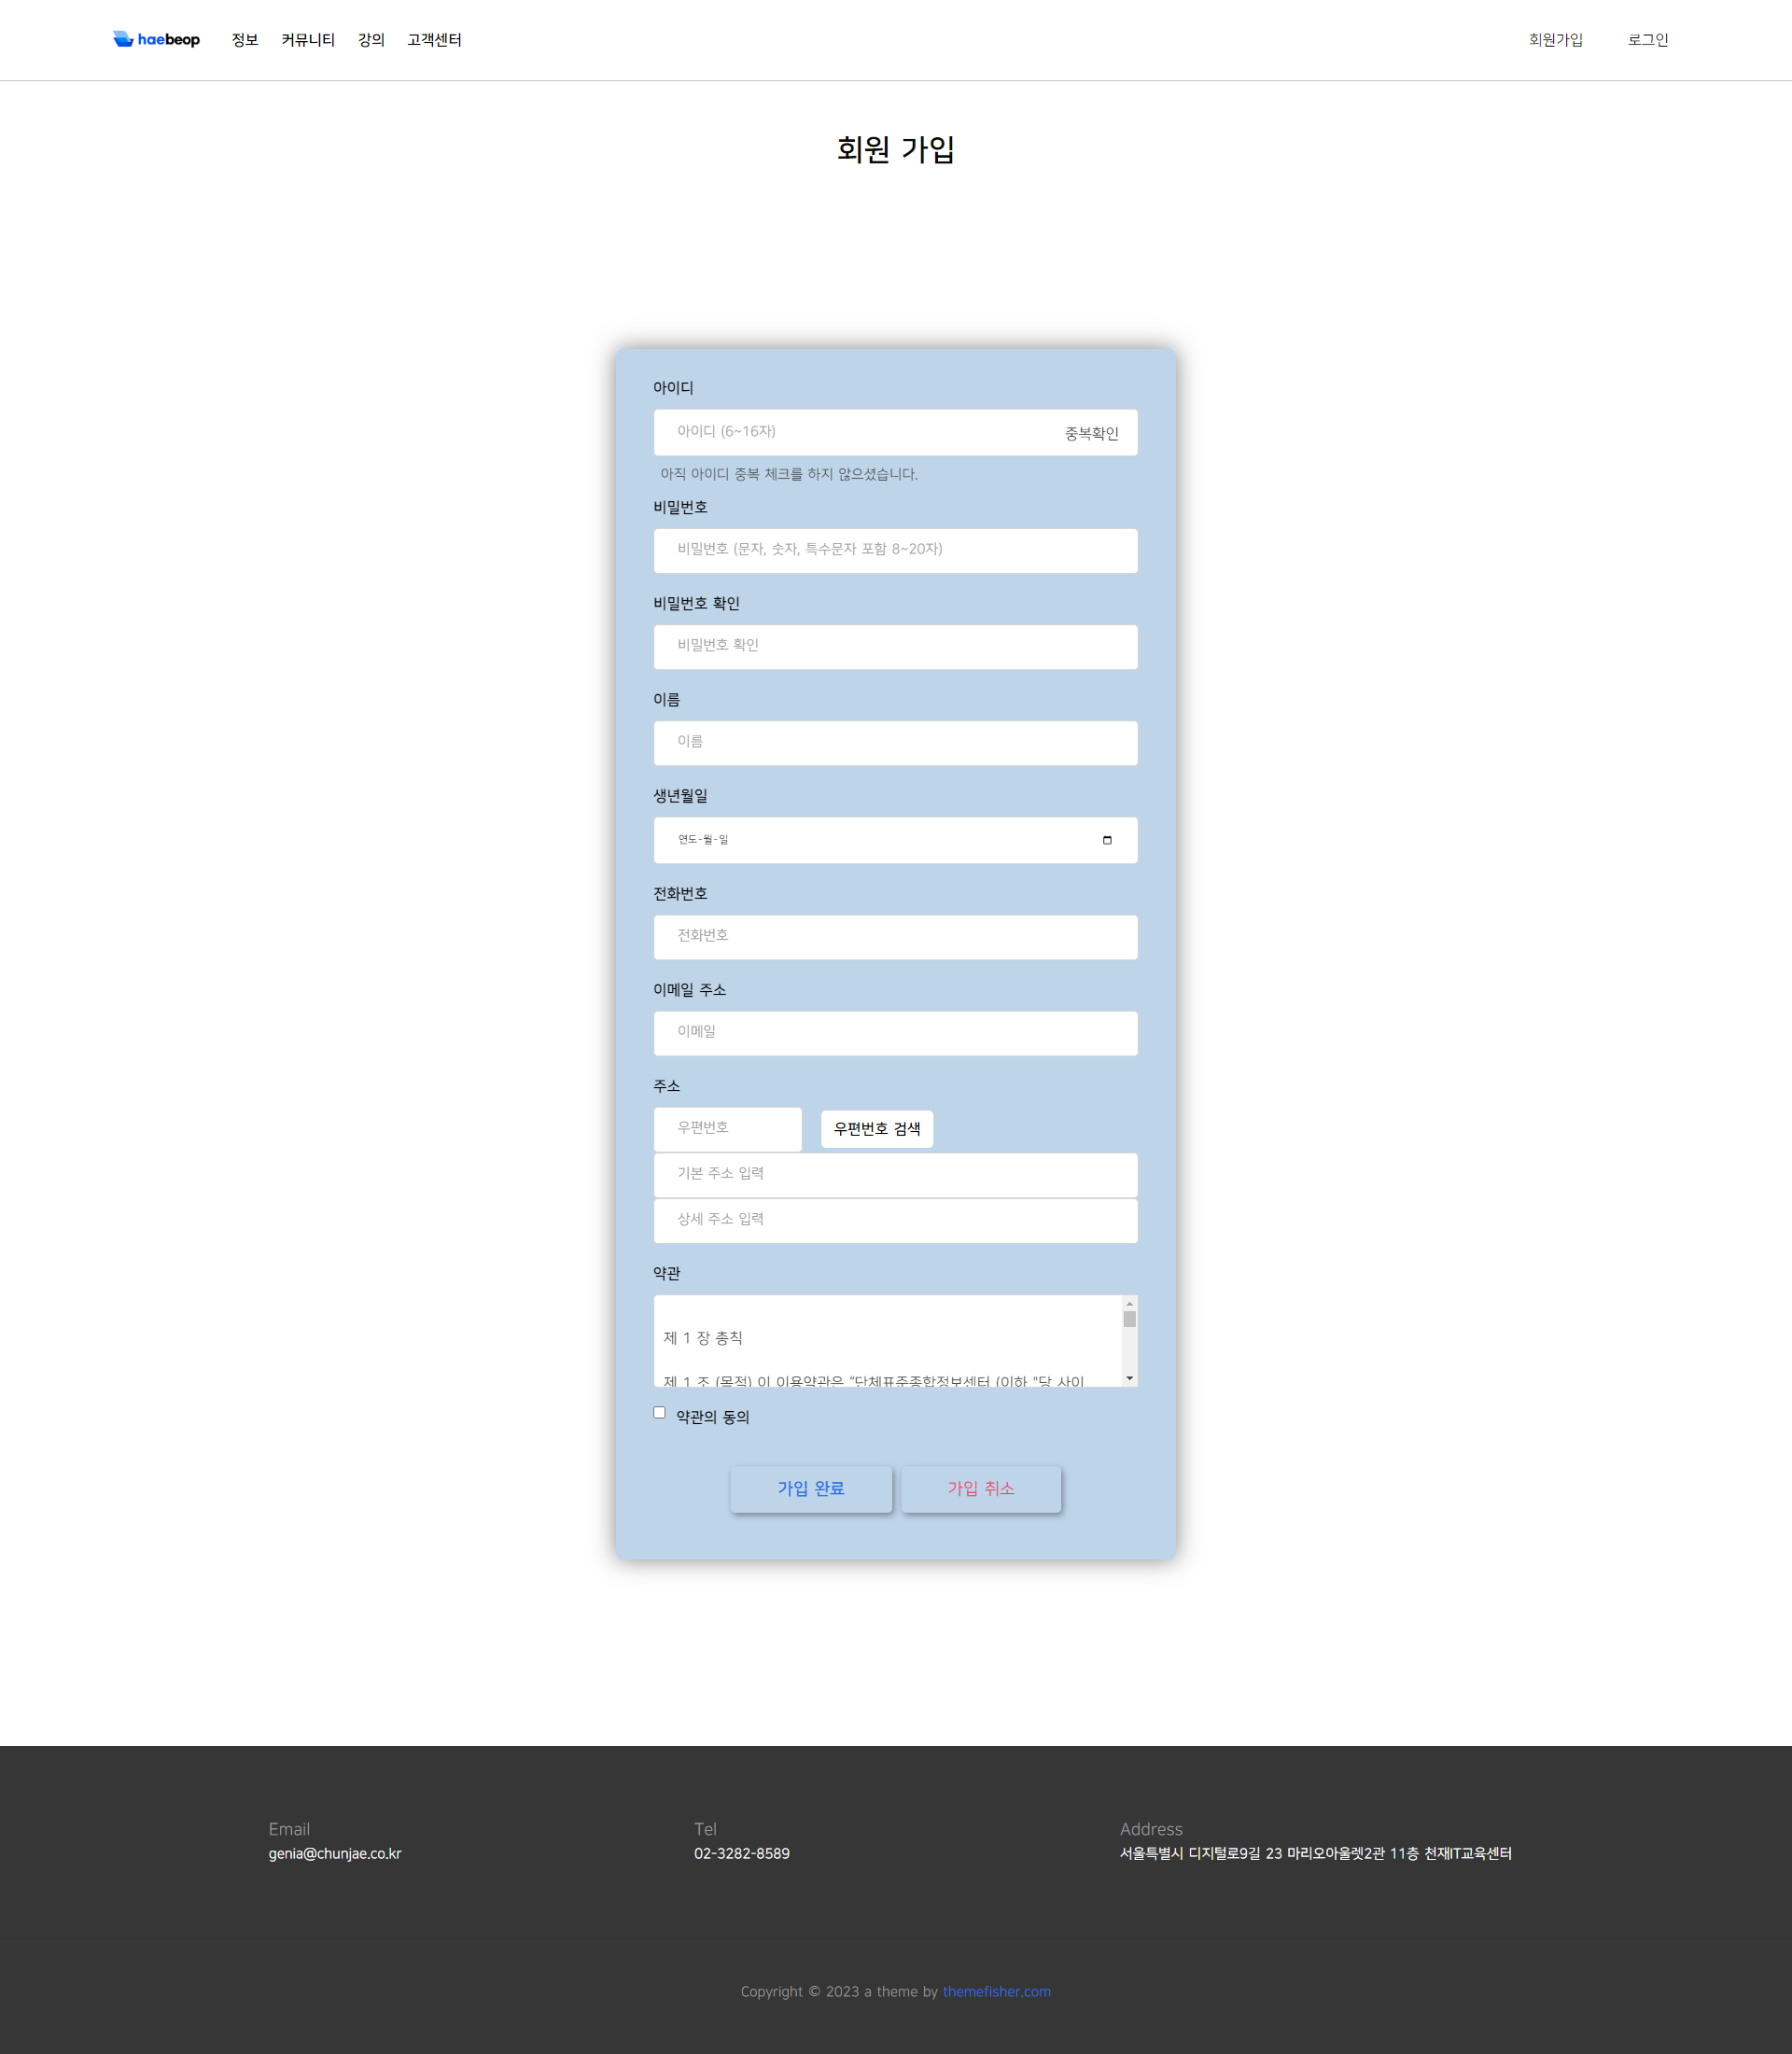 haebeop 정보 커뮤니티 강의 고객센터 회원가입 로그인
회원 가입
아이디
아이디 (6~16자) 중복확인
아직 아이디 중복 체크를 하지 않으셨습니다.
비밀번호
비밀번호 (문자, 숫자, 특수문자 포함 8~20자)
비밀번호 확인
비밀번호 확인
이름
이름
생년월일
연도-월-일
전화번호
전화번호
이메일 주소
이메일
주소
우편번호 우편번호 검색
기본 주소 입력
상세 주소 입력
약관
제 1 장 총칙
제 1 조 (목적) 이 이용약관은 “단체표준종합정보센터 (이하 "당 사이
약관의 동의
가입 완료 가입 취소
Email Tel Address
genia@chunjae.co.kr 02-3282-8589 서울특별시 디지털로9길 23 마리오아울렛2관 11층 천재IT교육센터
Copyright © 2023 a theme by themefisher.com